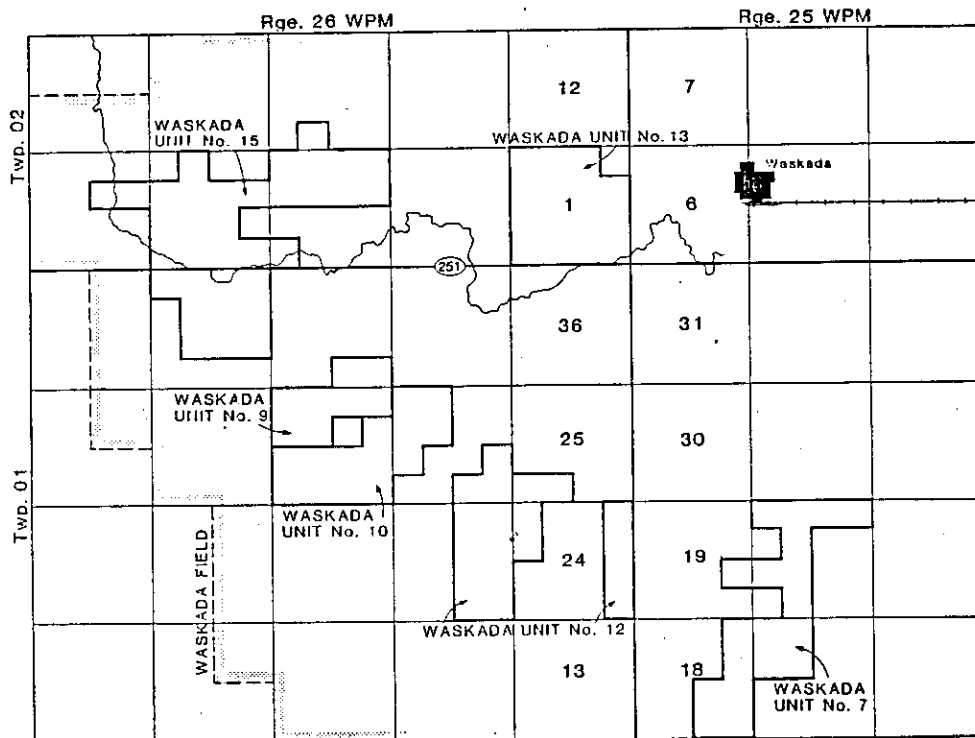 Rge. 26 WPM
Rge. 25 WPM
Twp. 02
12
7
WASKADA
UNIT No. 15
WASKADA UNIT No. 13
Waskada
1
6
251
36
31
WASKADA
UNIT No. 9
25
30
Twp. 01
WASKADA
UNIT No. 10
WASKADA FIELD
24
19
WASKADA UNIT No. 12
13
18
WASKADA
UNIT No. 7